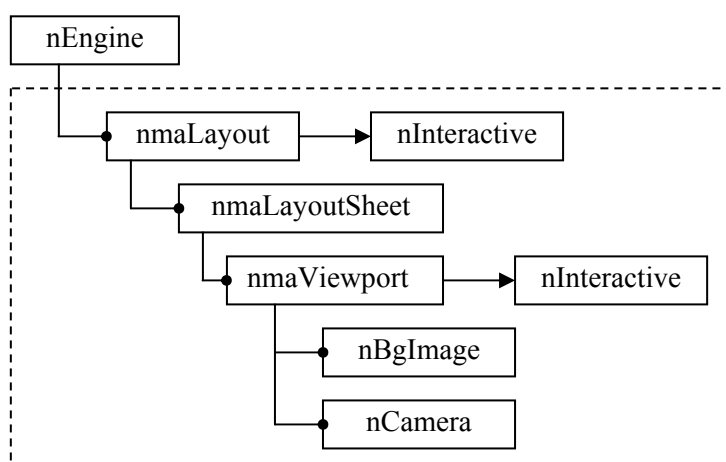 nEngine
nmaLayout
nInteractive
nmaLayoutSheet
nmaViewport
nInteractive
nBgImage
nCamera